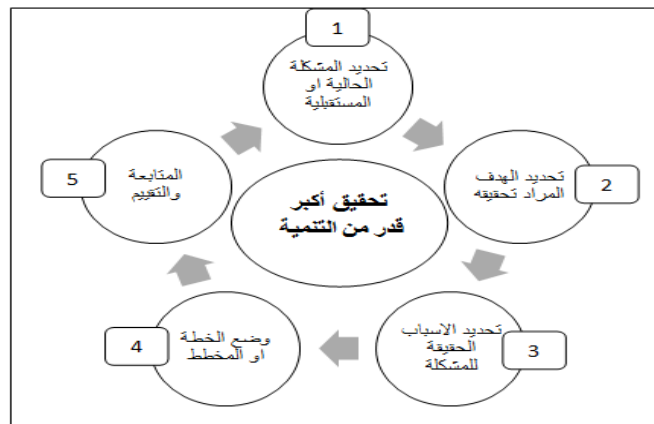 1
تحديد المشكلة
الحالية او
المستقبلية
2
تحديد الهدف
المراد تحقيقه
3
تحديد الاسباب
الحقيقة
للمشكلة
4
وضع الخطة
او المخطط
5
المتابعة
والتقييم
تحقيق أكبر
قدر من التنمية